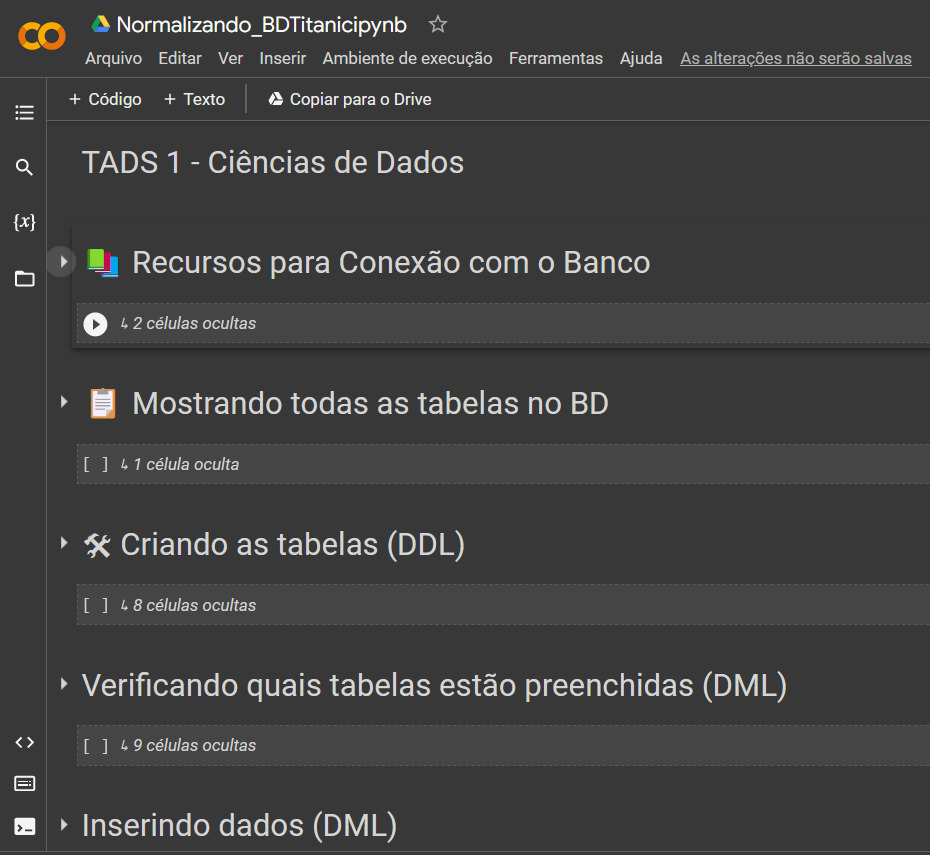 Normalizando_BDTitanicipynb
Arquivo Editar Ver Inserir Ambiente de execução Ferramentas Ajuda As alterações não serão salvas
+ Código + Texto Copiar para o Drive
TADS 1 - Ciências de Dados
{x}
Recursos para Conexão com o Banco
↳ 2 células ocultas
Mostrando todas as tabelas no BD
[ ] ↳ 1 célula oculta
Criando as tabelas (DDL)
[ ] ↳ 8 células ocultas
Verificando quais tabelas estão preenchidas (DML)
[ ] ↳ 9 células ocultas
Inserindo dados (DML)